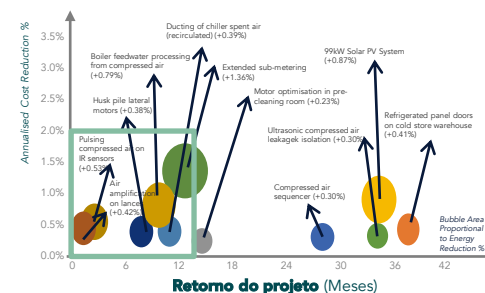 Annualised Cost Reduction %
3.5%
3.0%
2.5%
2.0%
1.5%
1.0%
0.5%
0.0%
Ducting of chiller spent air
(recirculated) (+0.39%)
Boiler feedwater processing
from compressed air
(+0.79%)
Extended sub-metering
(+1.36%)
Husk pile lateral
motors (+0.38%)
Motor optimisation in pre-
cleaning room (+0.23%)
99kW Solar PV System
(+0.87%)
Refrigerated panel doors
on cold store warehouse
(+0.41%)
Ultrasonic compressed air
leakagek isolation (+0.30%)
Pulsing
compressed air on
IR sensors
(+0.53%)
Air
amplification
on lances
(+0.42%)
Compressed air
sequencer (+0.30%)
Bubble Area
Proportional
to Energy
Reduction %
0 6 12 14 20 24 30 36 42
Retorno do projeto (Meses)